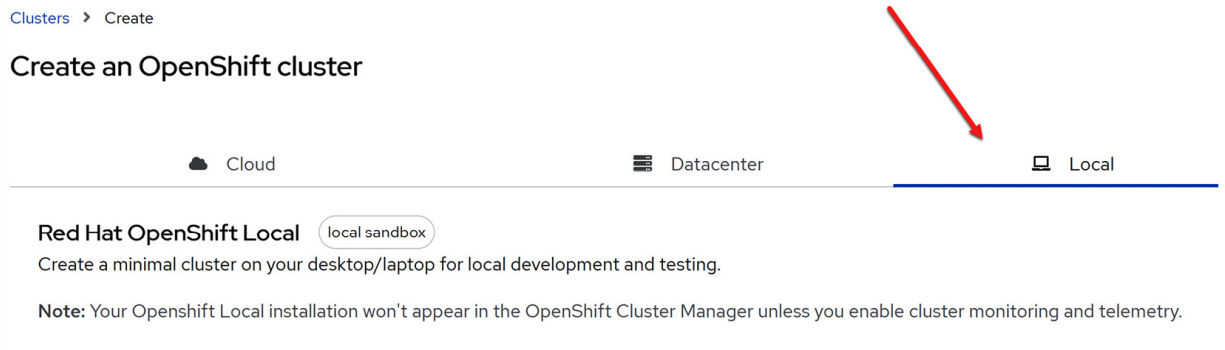 Clusters > Create
Create an OpenShift cluster
Cloud
Datacenter
Local
Red Hat OpenShift Local
local sandbox
Create a minimal cluster on your desktop/laptop for local development and testing.
Note: Your Openshift Local installation won't appear in the OpenShift Cluster Manager unless you enable cluster monitoring and telemetry.